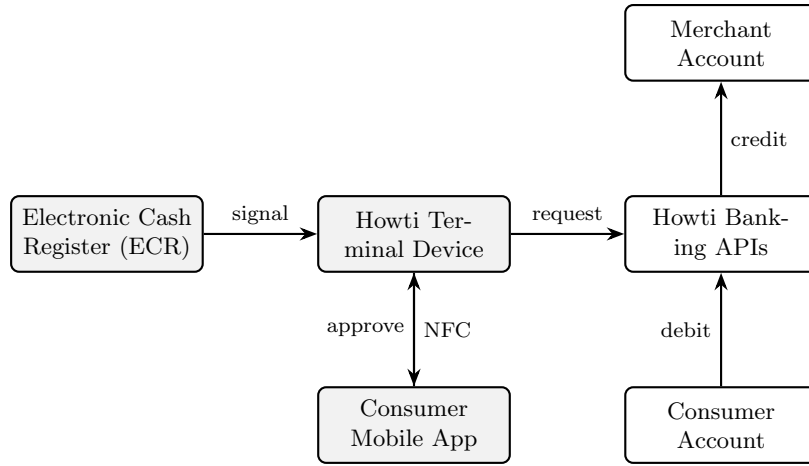 Merchant
Account
credit
Electronic Cash
Register (ECR)
signal
Howti Ter-
minal Device
request
Howti Bank-
ing APIs
approve
NFC
debit
Consumer
Mobile App
Consumer
Account